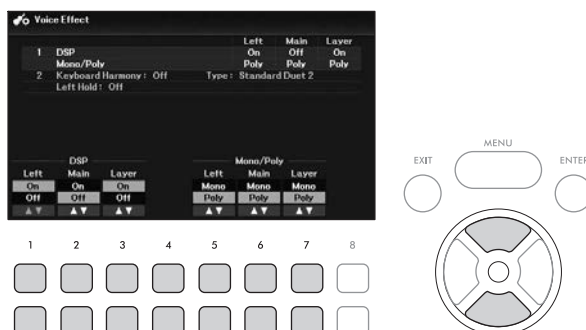 Voice Effect
Left Main Layer
1 DSP On Off On
Mono/Poly Poly Poly Poly
2 Keyboard Harmony: Off Type: Standard Duet 2
Left Hold: Off
DSP Mono/Poly
Left Main Layer Left Main Layer
On On On Mono Mono Mono
Off Off Off Poly Poly Poly
▲▼ ▲▼ ▲▼ ▲▼ ▲▼ ▲▼
1 2 3 4 5 6 7 8
MENU
EXIT ENTER